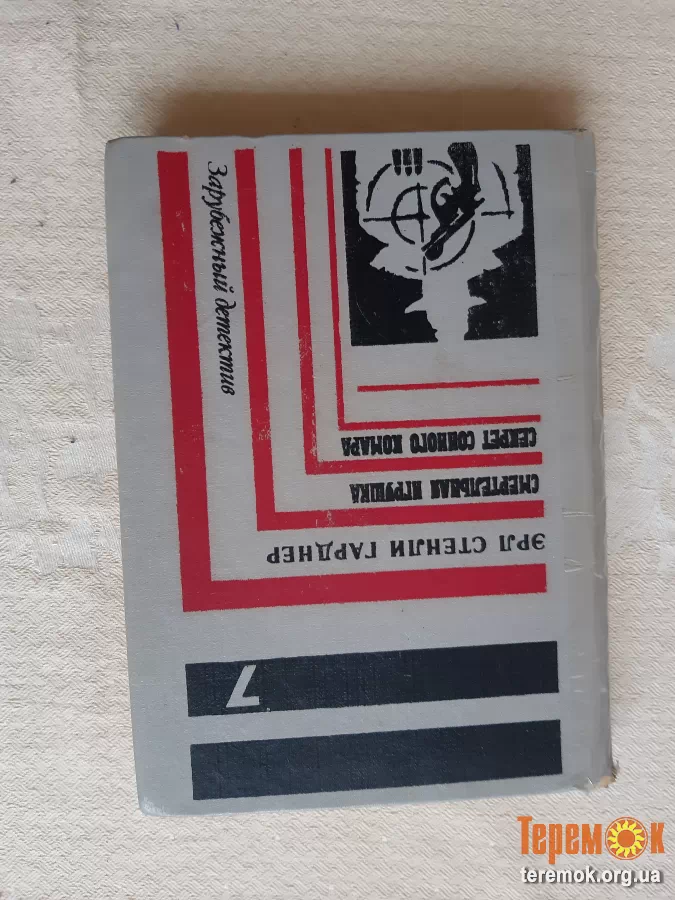 7
ЭРЛ СТЕНЛИ ГАРДНЕР
СМЕРТЕЛЬНАЯ ИГРУШКА
СЕКРЕТ СОННОГО КОМАРА
Зарубежный детектив
Теремок
teremok.org.ua